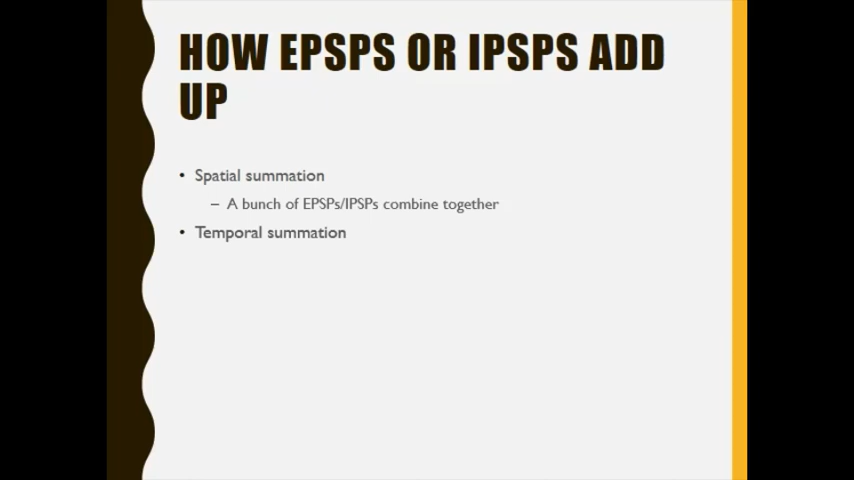 HOW EPSPS OR IPSPS ADD
UP
• Spatial summation
– A bunch of EPSPs/IPSPs combine together
• Temporal summation